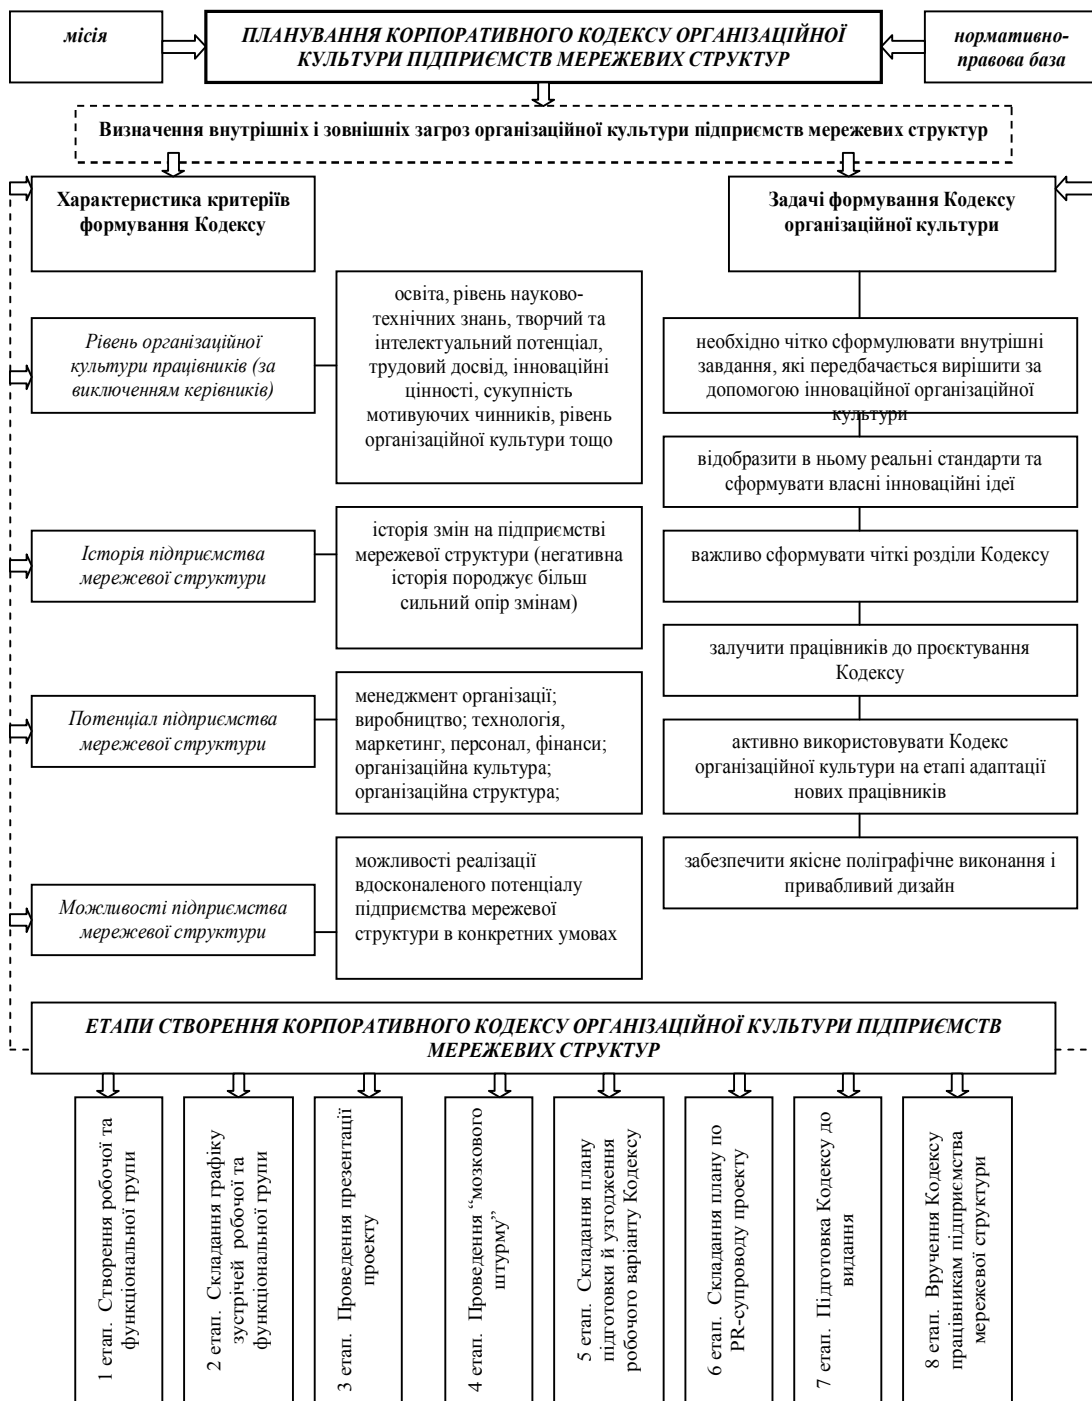 місія
ПЛАНУВАННЯ КОРПОРАТИВНОГО КОДЕКСУ ОРГАНІЗАЦІЙНОЇ
КУЛЬТУРИ ПІДПРИЄМСТВ МЕРЕЖЕВИХ СТРУКТУР
нормативно-
правова база
Визначення внутрішніх і зовнішніх загроз організаційної культури підприємств мережевих структур
Характеристика критеріїв
формування Кодексу
Задачі формування Кодексу
організаційної культури
Рівень організаційної
культури працівників (за
виключенням керівників)
освіта, рівень науково-
технічних знань, творчий та
інтелектуальний потенціал,
трудовий досвід, інноваційні
цінності, сукупність
мотивуючих чинників, рівень
організаційної культури тощо
Історія підприємства
мережевої структури
історія змін на підприємстві
мережевої структури (негативна
історія породжує більш
сильний опір змінам)
Потенціал підприємства
мережевої структури
менеджмент організації;
виробництво; технологія,
маркетинг, персонал, фінанси;
організаційна культура;
організаційна структура;
Можливості підприємства
мережевої структури
можливості реалізації
вдосконаленого потенціалу
підприємства мережевої
структури в конкретних умовах
необхідно чітко сформулювати внутрішні
завдання, які передбачається вирішити за
допомогою інноваційної організаційної
культури
відобразити в ньому реальні стандарти та
сформувати власні інноваційні ідеї
важливо сформувати чіткі розділи Кодексу
залучити працівників до проєктування
Кодексу
активно використовувати Кодекс
організаційної культури на етапі адаптації
нових працівників
забезпечити якісне поліграфічне виконання і
привабливий дизайн
ЕТАПИ СТВОРЕННЯ КОРПОРАТИВНОГО КОДЕКСУ ОРГАНІЗАЦІЙНОЇ КУЛЬТУРИ ПІДПРИЄМСТВ
МЕРЕЖЕВИХ СТРУКТУР
1 етап. Створення робочої та
функціональної групи
2 етап. Складання графіку
зустрічей робочої та
функціональної групи
3 етап. Проведення презентації
проекту
4 етап. Проведення “мозкового
штурму”
5 етап. Складання плану
підготовки й узгодження
робочого варіанту Кодексу
6 етап. Складання плану по
PR-супроводу проекту
7 етап. Підготовка Кодексу до
видання
8 етап. Вручення Кодексу
працівникам підприємства
мережевої структури